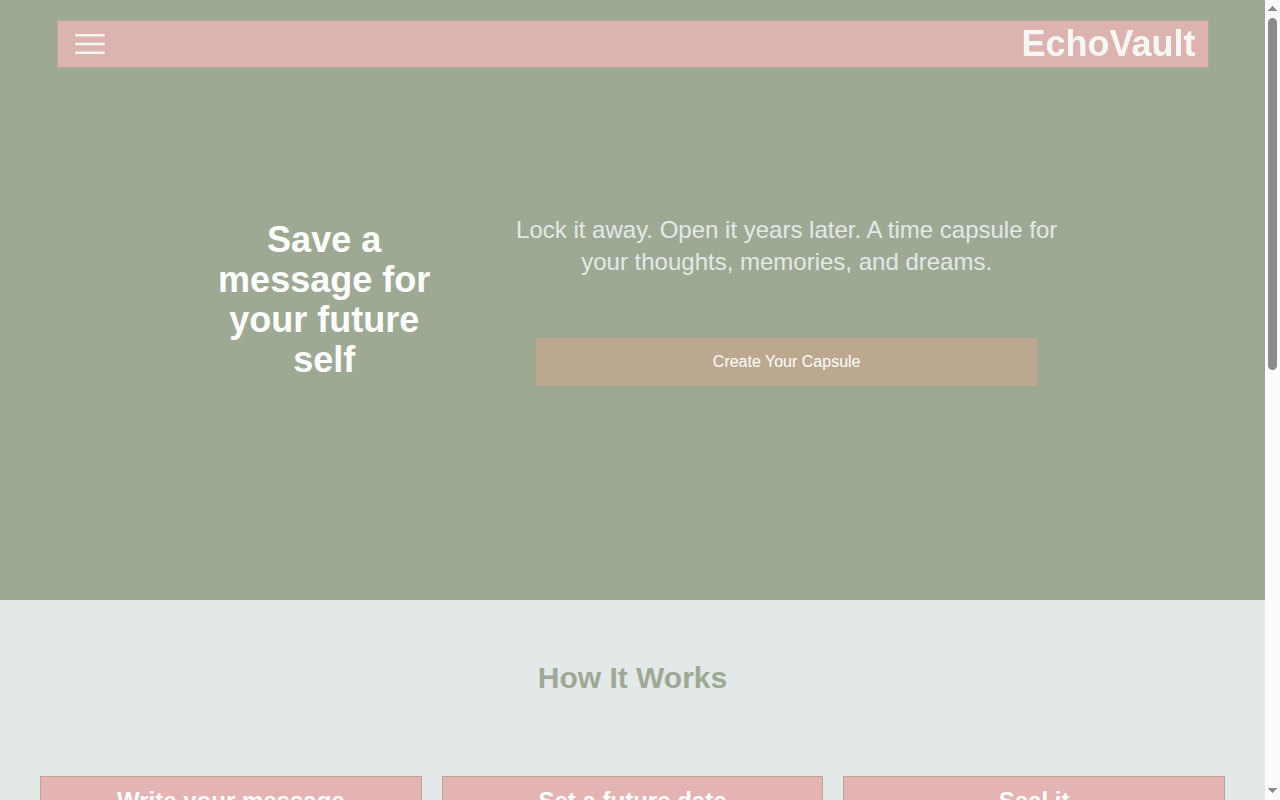 EchoVault
Save a
message for
your future
self
Lock it away. Open it years later. A time capsule for
your thoughts, memories, and dreams.
Create Your Capsule
How It Works
Write your message
Set a future date
Seal it